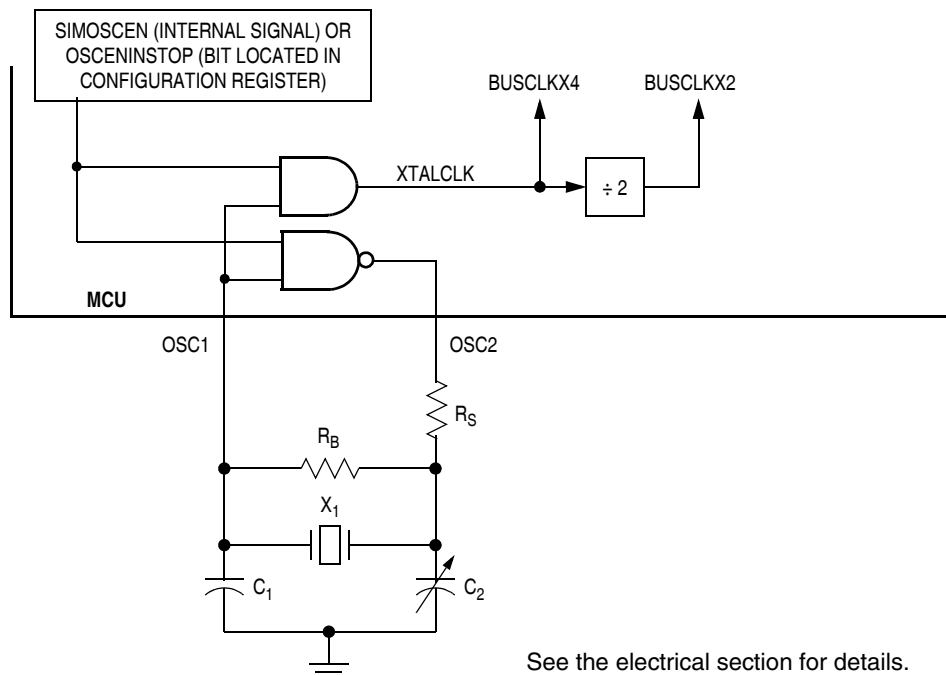 SIMOSCEN (INTERNAL SIGNAL) OR
OSCENINSTOP (BIT LOCATED IN
CONFIGURATION REGISTER)
BUSCLKX4
BUSCLKX2
XTALCLK
÷ 2
MCU
OSC1
OSC2
RS
RB
X1
C1
C2
See the electrical section for details.